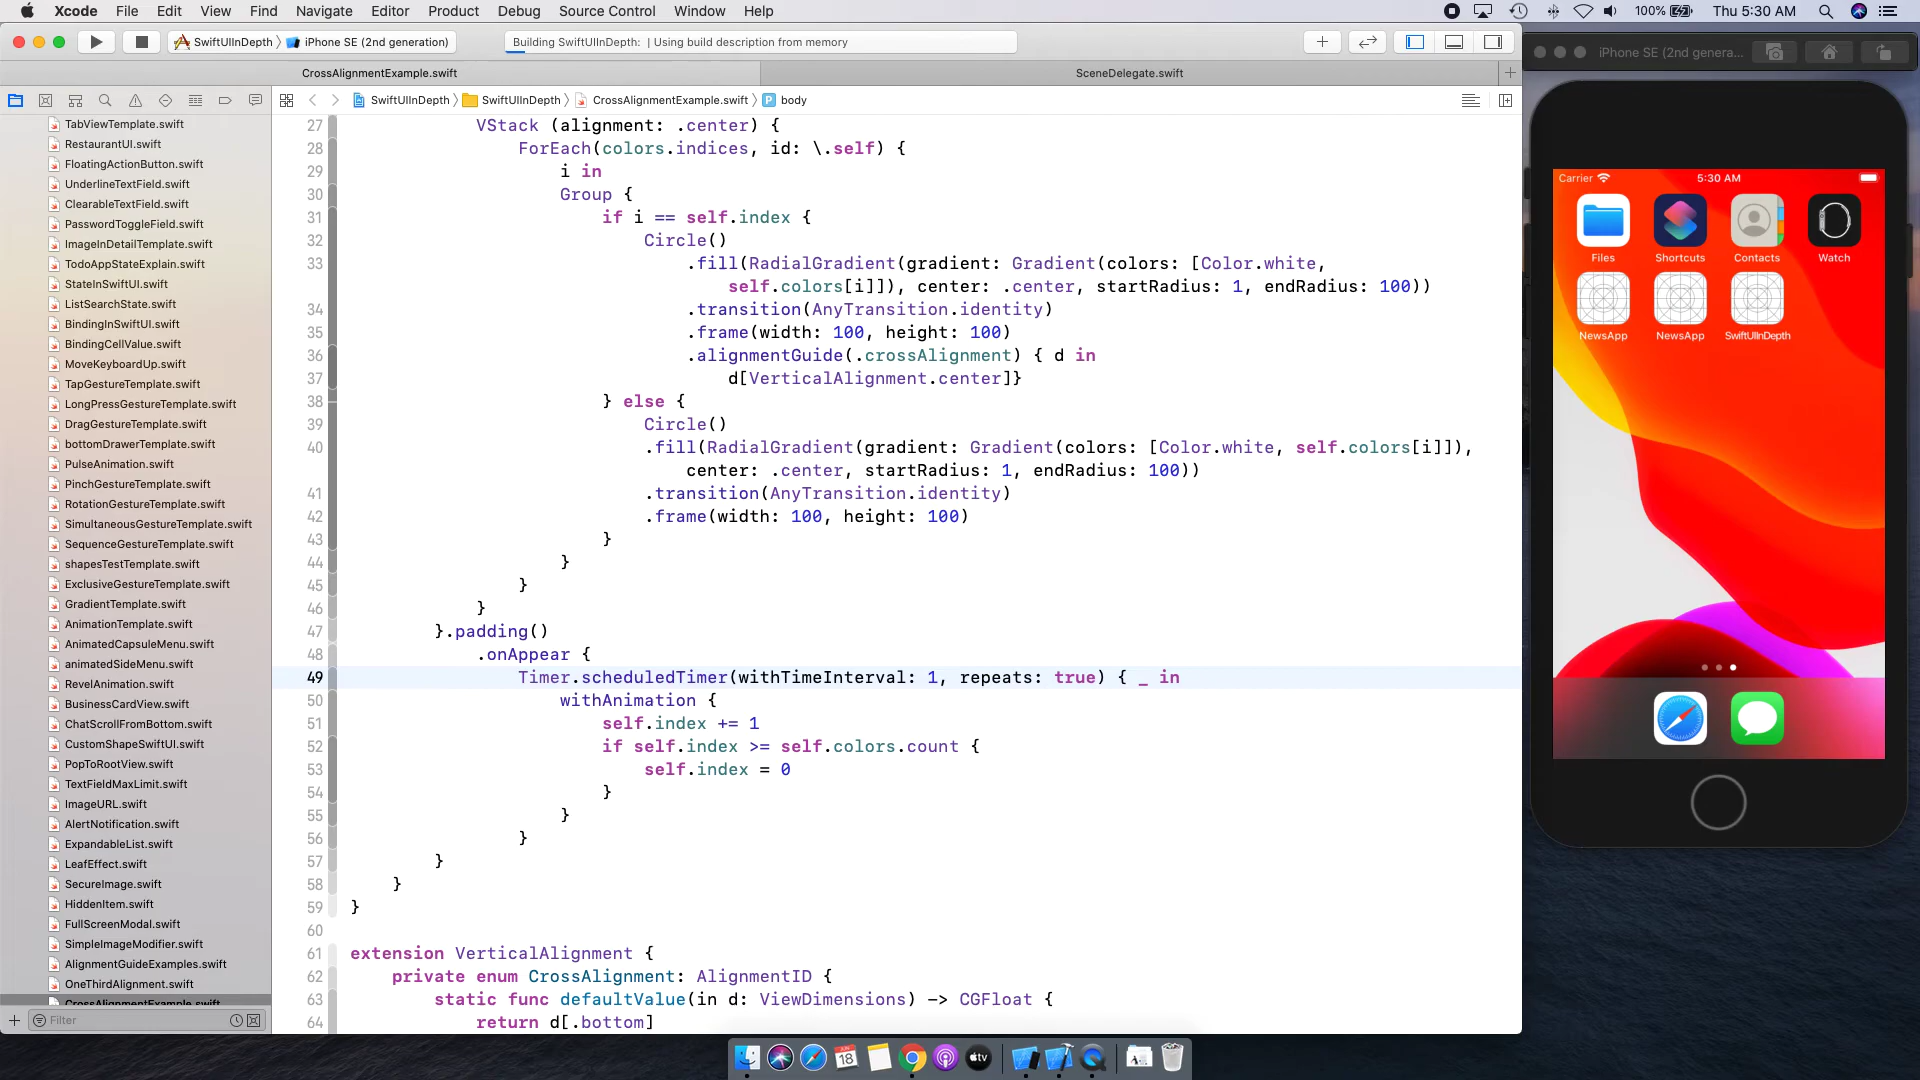 Xcode File Edit View Find Navigate Editor Product Debug Source Control Window Help
100% Thu 5:30 AM
SwiftUIInDepth iPhone SE (2nd generation)
Building SwiftUIInDepth: | Using build description from memory
iPhone SE (2nd genera...
CrossAlignmentExample.swift
SceneDelegate.swift
SwiftUIInDepth SwiftUIInDepth CrossAlignmentExample.swift P body
TabViewTemplate.swift
RestaurantUI.swift
FloatingActionButton.swift
UnderlineTextField.swift
ClearableTextField.swift
PasswordToggleField.swift
ImageInDetailTemplate.swift
TodoAppStateExplain.swift
StateInSwiftUI.swift
ListSearchState.swift
BindingInSwiftUI.swift
BindingCellValue.swift
MoveKeyboardUp.swift
TapGestureTemplate.swift
LongPressGestureTemplate.swift
DragGestureTemplate.swift
bottomDrawerTemplate.swift
PulseAnimation.swift
PinchGestureTemplate.swift
RotationGestureTemplate.swift
SimultaneousGestureTemplate.swift
SequenceGestureTemplate.swift
shapesTestTemplate.swift
ExclusiveGestureTemplate.swift
GradientTemplate.swift
AnimationTemplate.swift
AnimatedCapsuleMenu.swift
animatedSideMenu.swift
RevelAnimation.swift
BusinessCardView.swift
ChatScrollFromBottom.swift
CustomShapeSwiftUI.swift
PopToRootView.swift
TextFieldMaxLimit.swift
ImageURL.swift
AlertNotification.swift
ExpandableList.swift
LeafEffect.swift
SecureImage.swift
HiddenItem.swift
FullScreenModal.swift
SimpleImageModifier.swift
AlignmentGuideExamples.swift
OneThirdAlignment.swift
CrossAlignmentExample.swift
Filter
27 VStack (alignment: .center) {
28 ForEach(colors.indices, id: \.self) {
29 i in
30 Group {
31 if i == self.index {
32 Circle()
33 .fill(RadialGradient(gradient: Gradient(colors: [Color.white,
self.colors[i]]), center: .center, startRadius: 1, endRadius: 100))
34 .transition(AnyTransition.identity)
35 .frame(width: 100, height: 100)
36 .alignmentGuide(.crossAlignment) { d in
37 d[VerticalAlignment.center]}
38 } else {
39 Circle()
40 .fill(RadialGradient(gradient: Gradient(colors: [Color.white, self.colors[i]]),
center: .center, startRadius: 1, endRadius: 100))
41 .transition(AnyTransition.identity)
42 .frame(width: 100, height: 100)
43 }
44 }
45 }
46 }
47 }.padding()
48 .onAppear {
49 Timer.scheduledTimer(withTimeInterval: 1, repeats: true) { _ in
50 withAnimation {
51 self.index += 1
52 if self.index >= self.colors.count {
53 self.index = 0
54 }
55 }
56 }
57 }
58 }
59 }
60
61 extension VerticalAlignment {
62 private enum CrossAlignment: AlignmentID {
63 static func defaultValue(in d: ViewDimensions) -> CGFloat {
64 return d[.bottom]
Carrier 5:30 AM
Files Shortcuts Contacts Watch
NewsApp NewsApp SwiftUIInDepth
18
tv